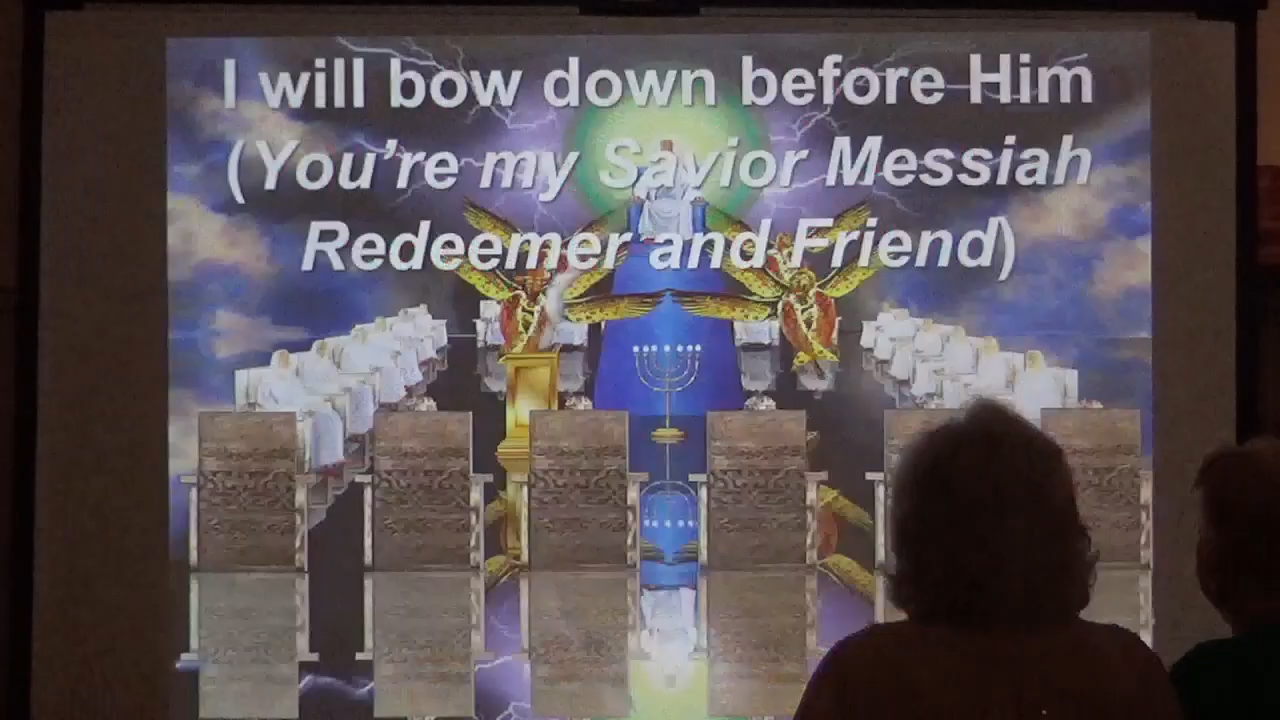 I will bow down before Him
(You're my Savior Messiah
Redeemer and Friend)